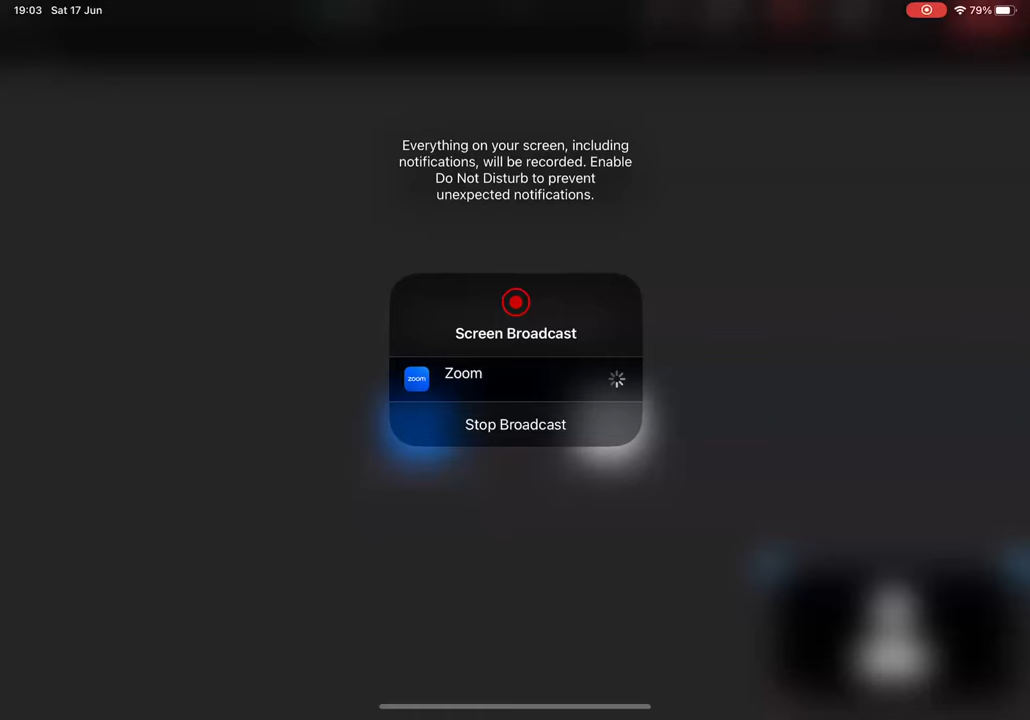 19:03 Sat 17 Jun
79%
Everything on your screen, including
notifications, will be recorded. Enable
Do Not Disturb to prevent
unexpected notifications.
Screen Broadcast
zoom
Zoom
Stop Broadcast